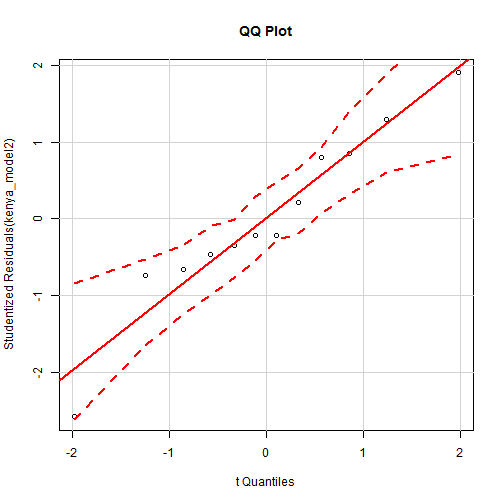 QQ Plot
2
1
0
-1
-2
Studentized Residuals(kenya_model2)
-2 -1 0 1 2
t Quantiles